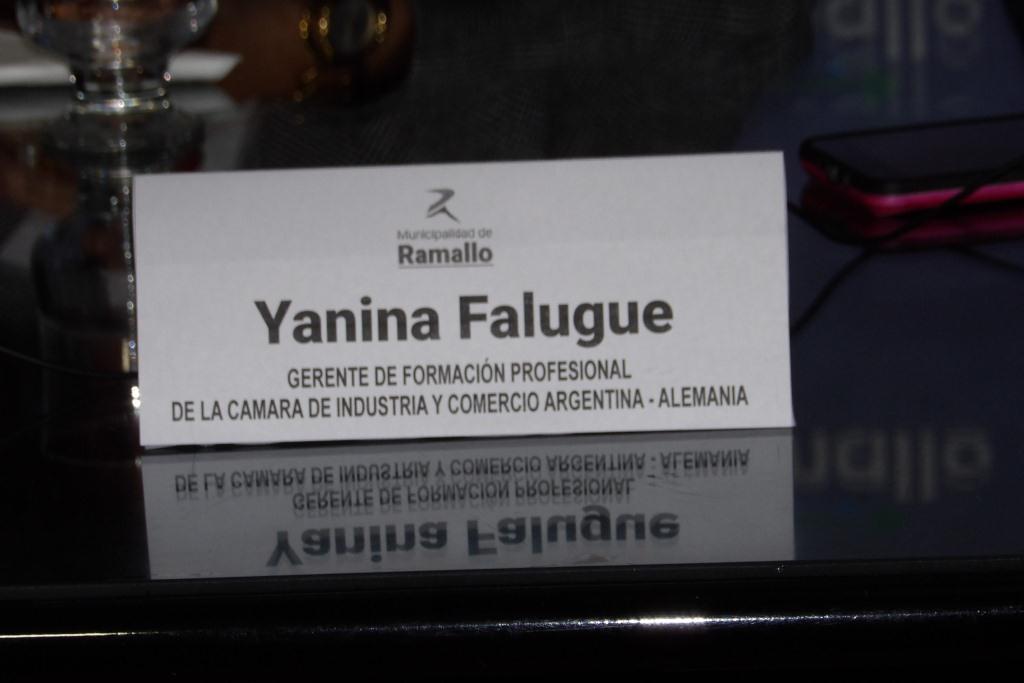 Municipalidad de
Ramallo
Yanina Falugue
GERENTE DE FORMACIÓN PROFESIONAL
DE LA CAMARA DE INDUSTRIA Y COMERCIO ARGENTINA - ALEMANIA